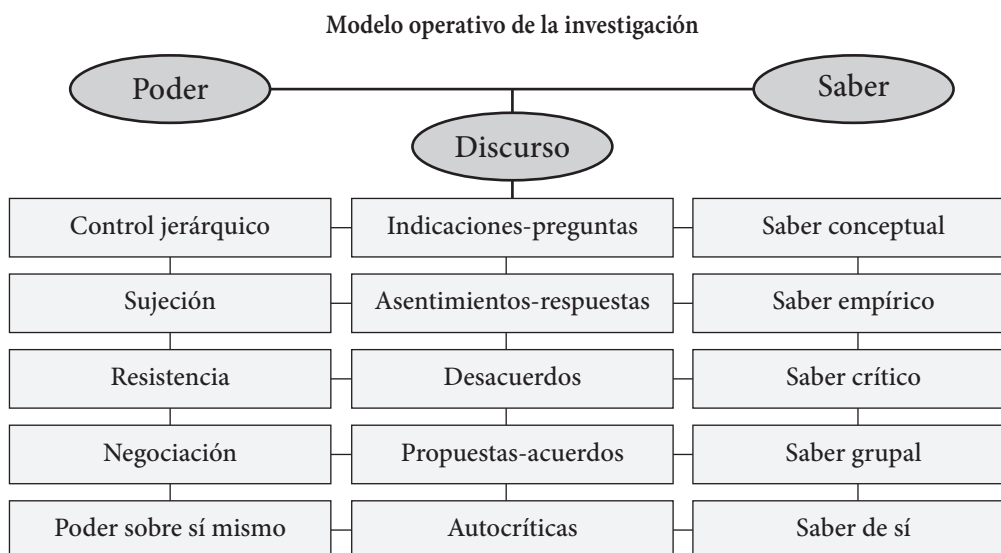 Modelo operativo de la investigación
Poder
Saber
Discurso
Control jerárquico
Indicaciones-preguntas
Saber conceptual
Sujeción
Asentimientos-respuestas
Saber empírico
Resistencia
Desacuerdos
Saber crítico
Negociación
Propuestas-acuerdos
Saber grupal
Poder sobre sí mismo
Autocríticas
Saber de sí